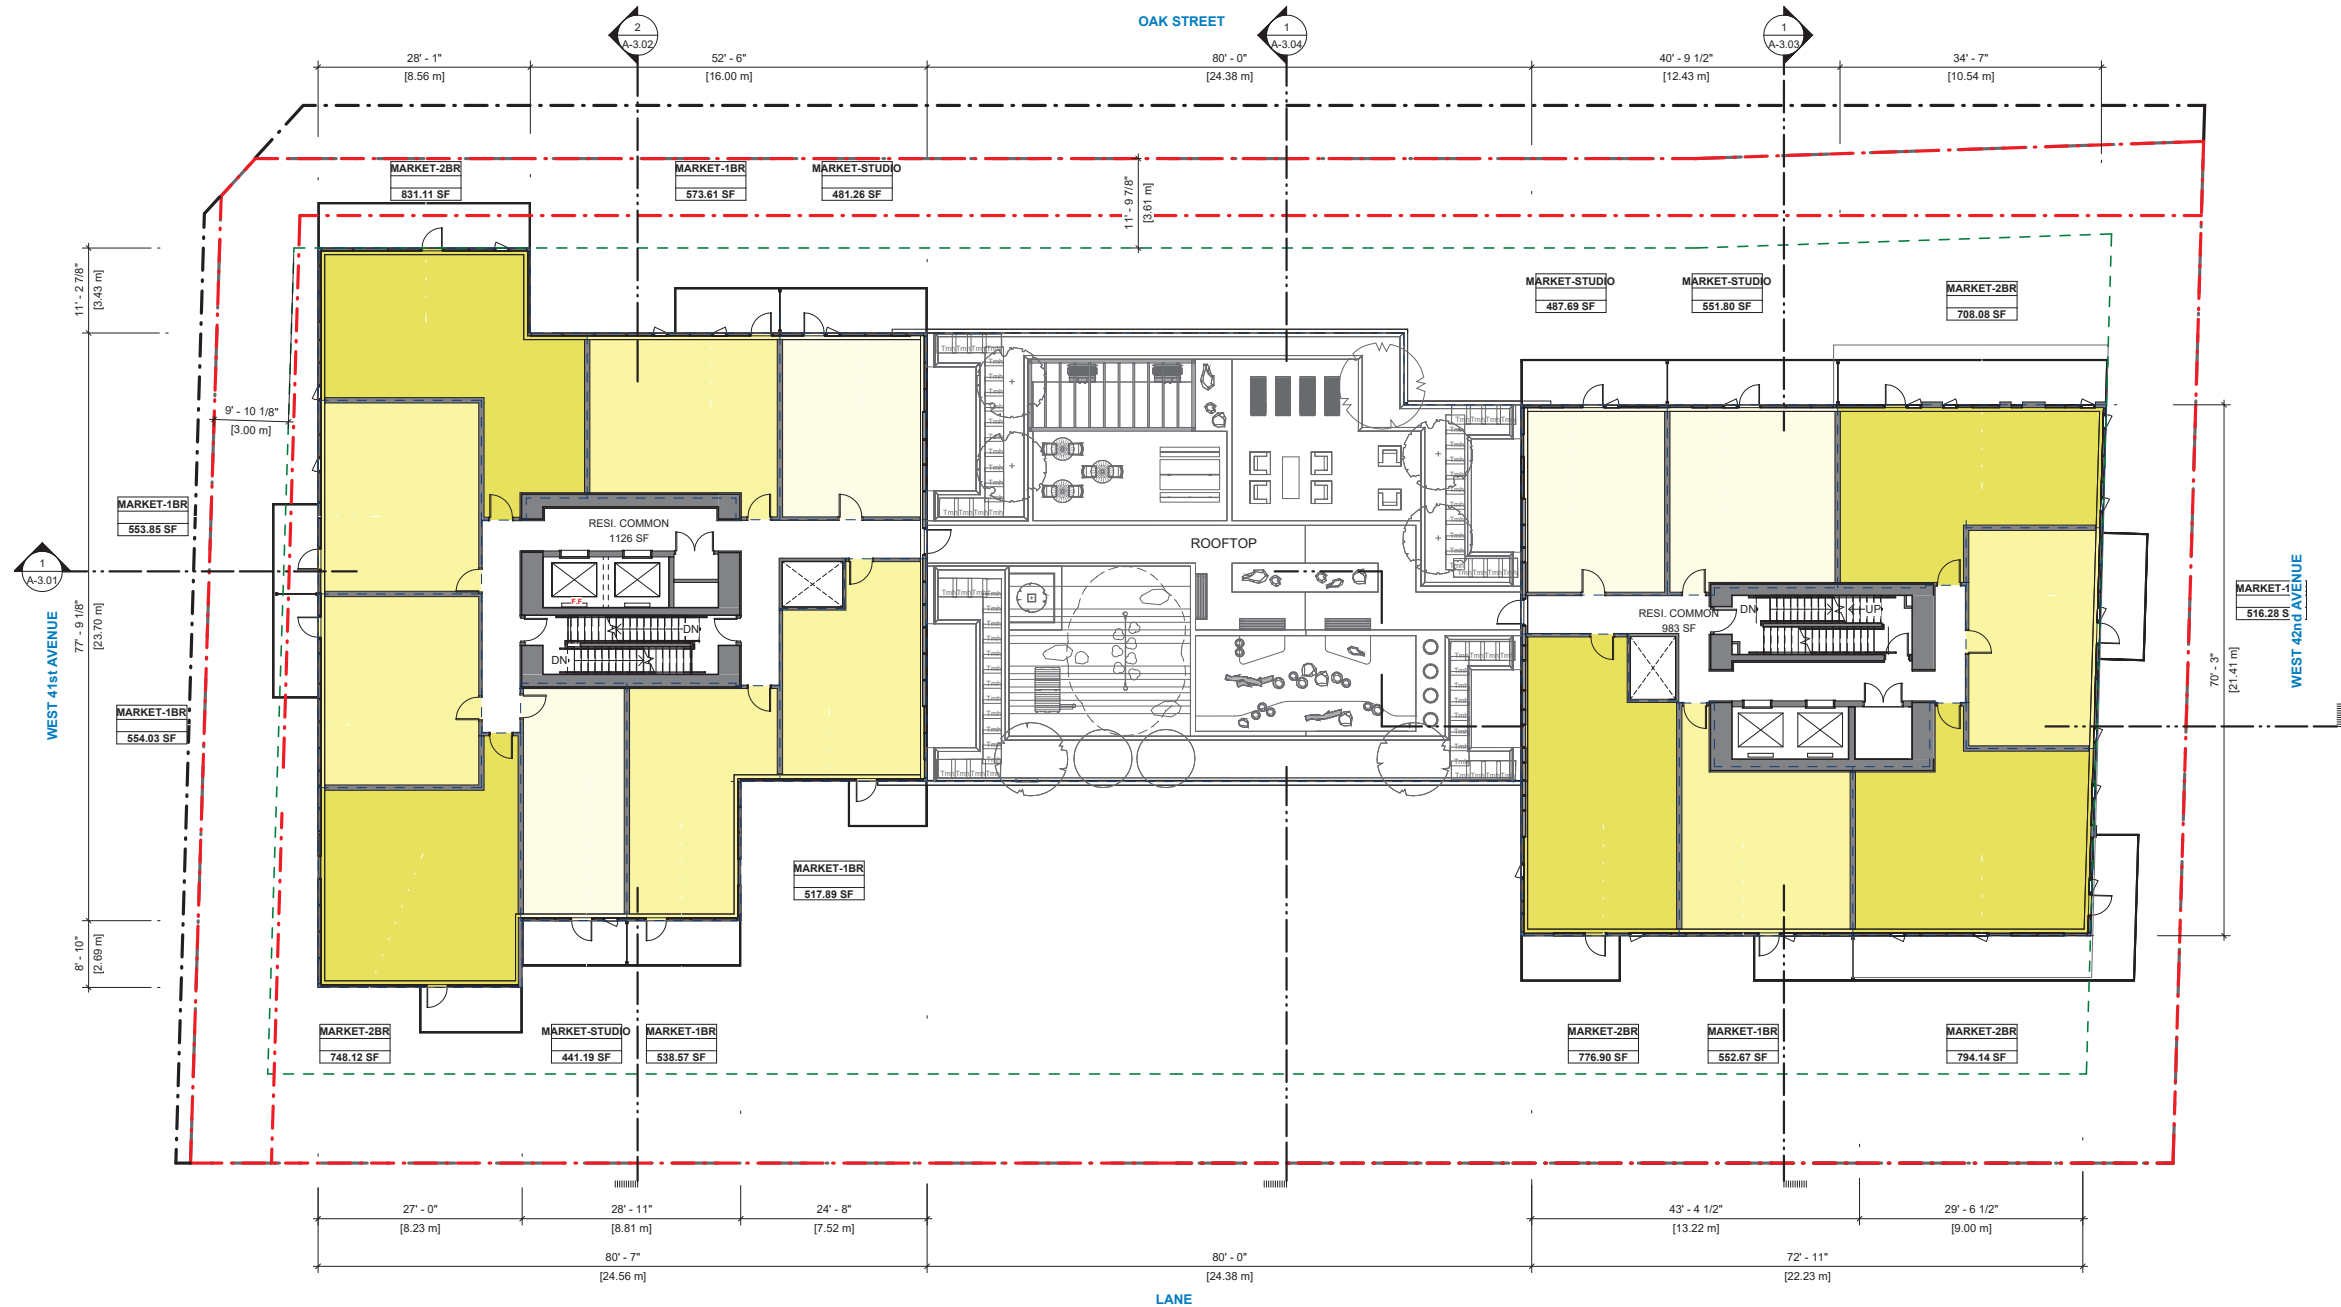 OAK STREET
2
A-3.02
1
A-3.04
1
A-3.03
28' - 1"
[8.56 m]
52' - 6"
[16.00 m]
80' - 0"
[24.38 m]
40' - 9 1/2"
[12.43 m]
34' - 7"
[10.54 m]
MARKET-2BR
831.11 SF
MARKET-1BR
573.61 SF
MARKET-STUDIO
481.26 SF
11' - 9 7/8"
[3.61 m]
MARKET-STUDIO
487.69 SF
MARKET-STUDIO
551.80 SF
MARKET-2BR
708.08 SF
11' - 2 7/8"
[3.43 m]
9' - 10 1/8"
[3.00 m]
MARKET-1BR
553.85 SF
1
A-3.01
WEST 41st AVENUE
77' - 9 1/8"
[23.70 m]
MARKET-1BR
554.03 SF
8' - 10"
[2.69 m]
RESI. COMMON
1126 SF
F.F.
DN
DN
ROOFTOP
RESI. COMMON
983 SF
DN
UP
MARKET-1
516.28 S
WEST 42nd AVENUE
70' - 3"
[21.41 m]
MARKET-1BR
517.89 SF
MARKET-2BR
748.12 SF
MARKET-STUDIO
441.19 SF
MARKET-1BR
538.57 SF
MARKET-2BR
776.90 SF
MARKET-1BR
552.67 SF
MARKET-2BR
794.14 SF
27' - 0"
[8.23 m]
28' - 11"
[8.81 m]
24' - 8"
[7.52 m]
43' - 4 1/2"
[13.22 m]
29' - 6 1/2"
[9.00 m]
80' - 7"
[24.56 m]
80' - 0"
[24.38 m]
72' - 11"
[22.23 m]
LANE